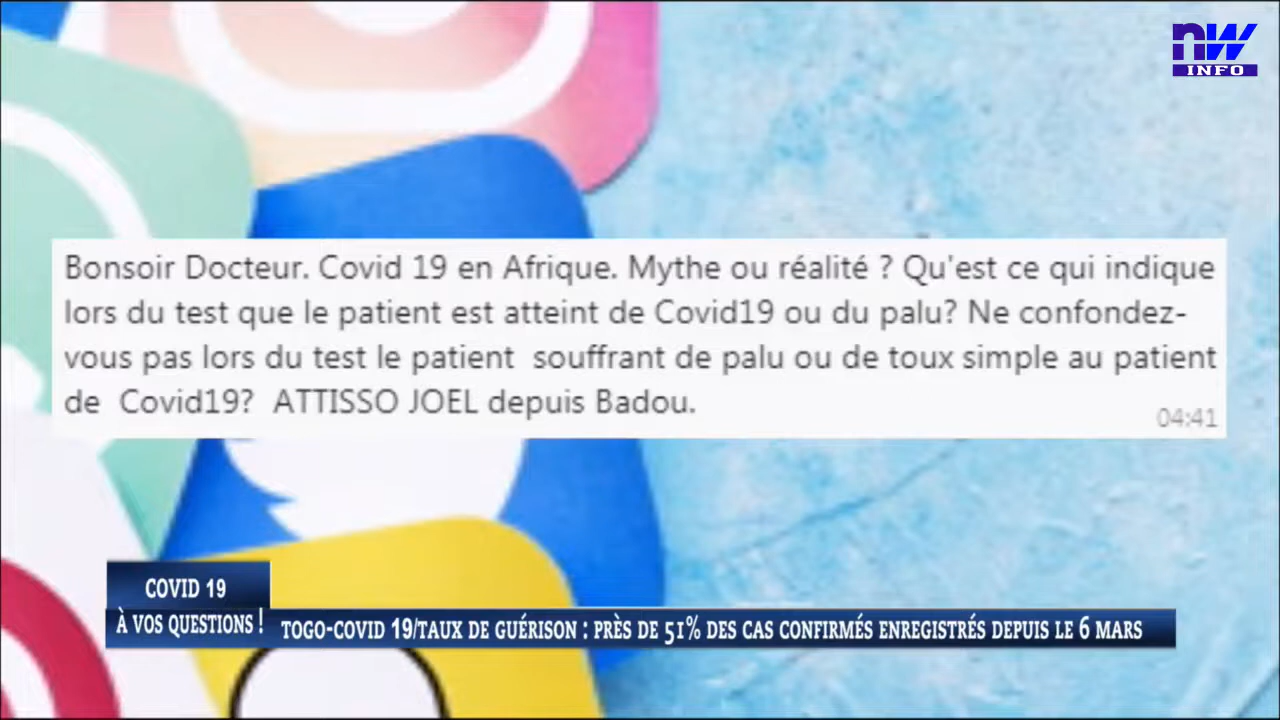 nw
INFO
Bonsoir Docteur. Covid 19 en Afrique. Mythe ou réalité ? Qu'est ce qui indique
lors du test que le patient est atteint de Covid19 ou du palu? Ne confondez-
vous pas lors du test le patient souffrant de palu ou de toux simple au patient
de Covid19? ATTISSO JOEL depuis Badou.
04:41
COVID 19
À VOS QUESTIONS !
TOGO-COVID 19/TAUX DE GUÉRISON : PRÈS DE 51% DES CAS CONFIRMÉS ENREGISTRÉS DEPUIS LE 6 MARS